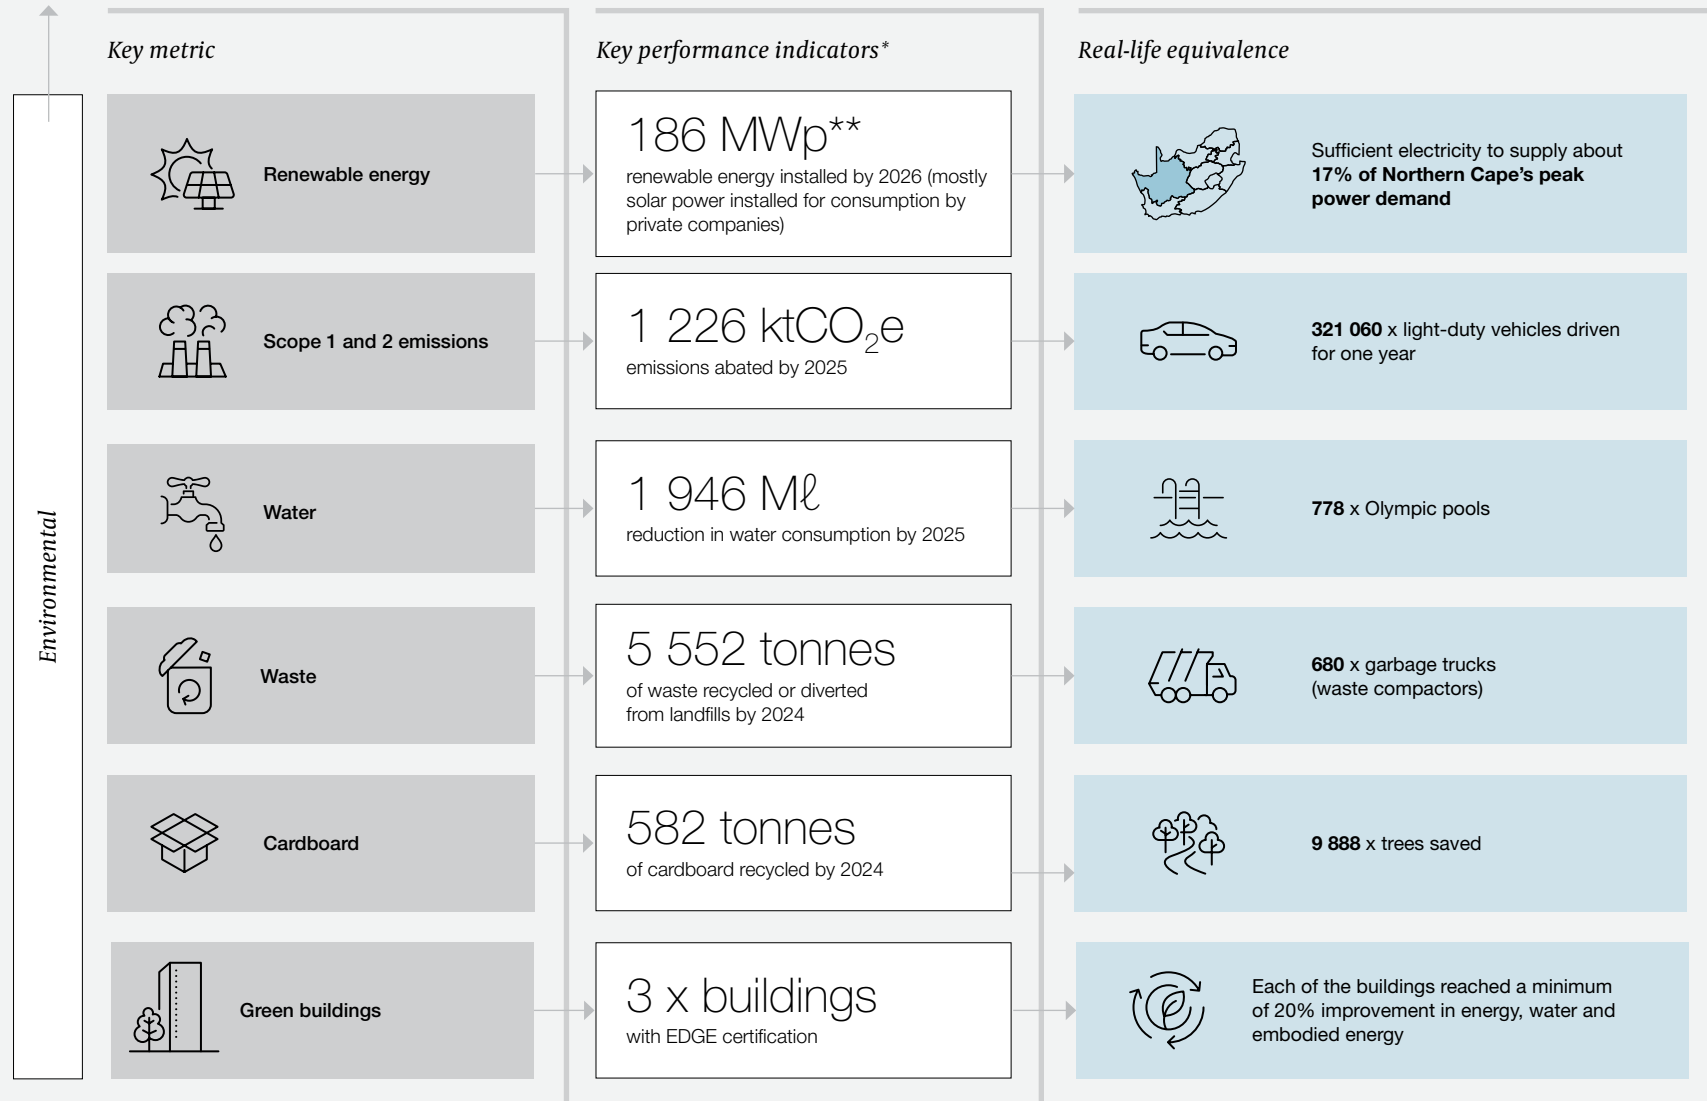 Key metric
Key performance indicators*
Real-life equivalence
Environmental
Renewable energy
186 MWp**
renewable energy installed by 2026 (mostly
solar power installed for consumption by
private companies)
Sufficient electricity to supply about
17% of Northern Cape’s peak
power demand
Scope 1 and 2 emissions
1 226 ktCO₂e
emissions abated by 2025
321 060 x light-duty vehicles driven
for one year
Water
1 946 Mℓ
reduction in water consumption by 2025
778 x Olympic pools
Waste
5 552 tonnes
of waste recycled or diverted
from landfills by 2024
680 x garbage trucks
(waste compactors)
Cardboard
582 tonnes
of cardboard recycled by 2024
9 888 x trees saved
Green buildings
3 x buildings
with EDGE certification
Each of the buildings reached a minimum
of 20% improvement in energy, water and
embodied energy